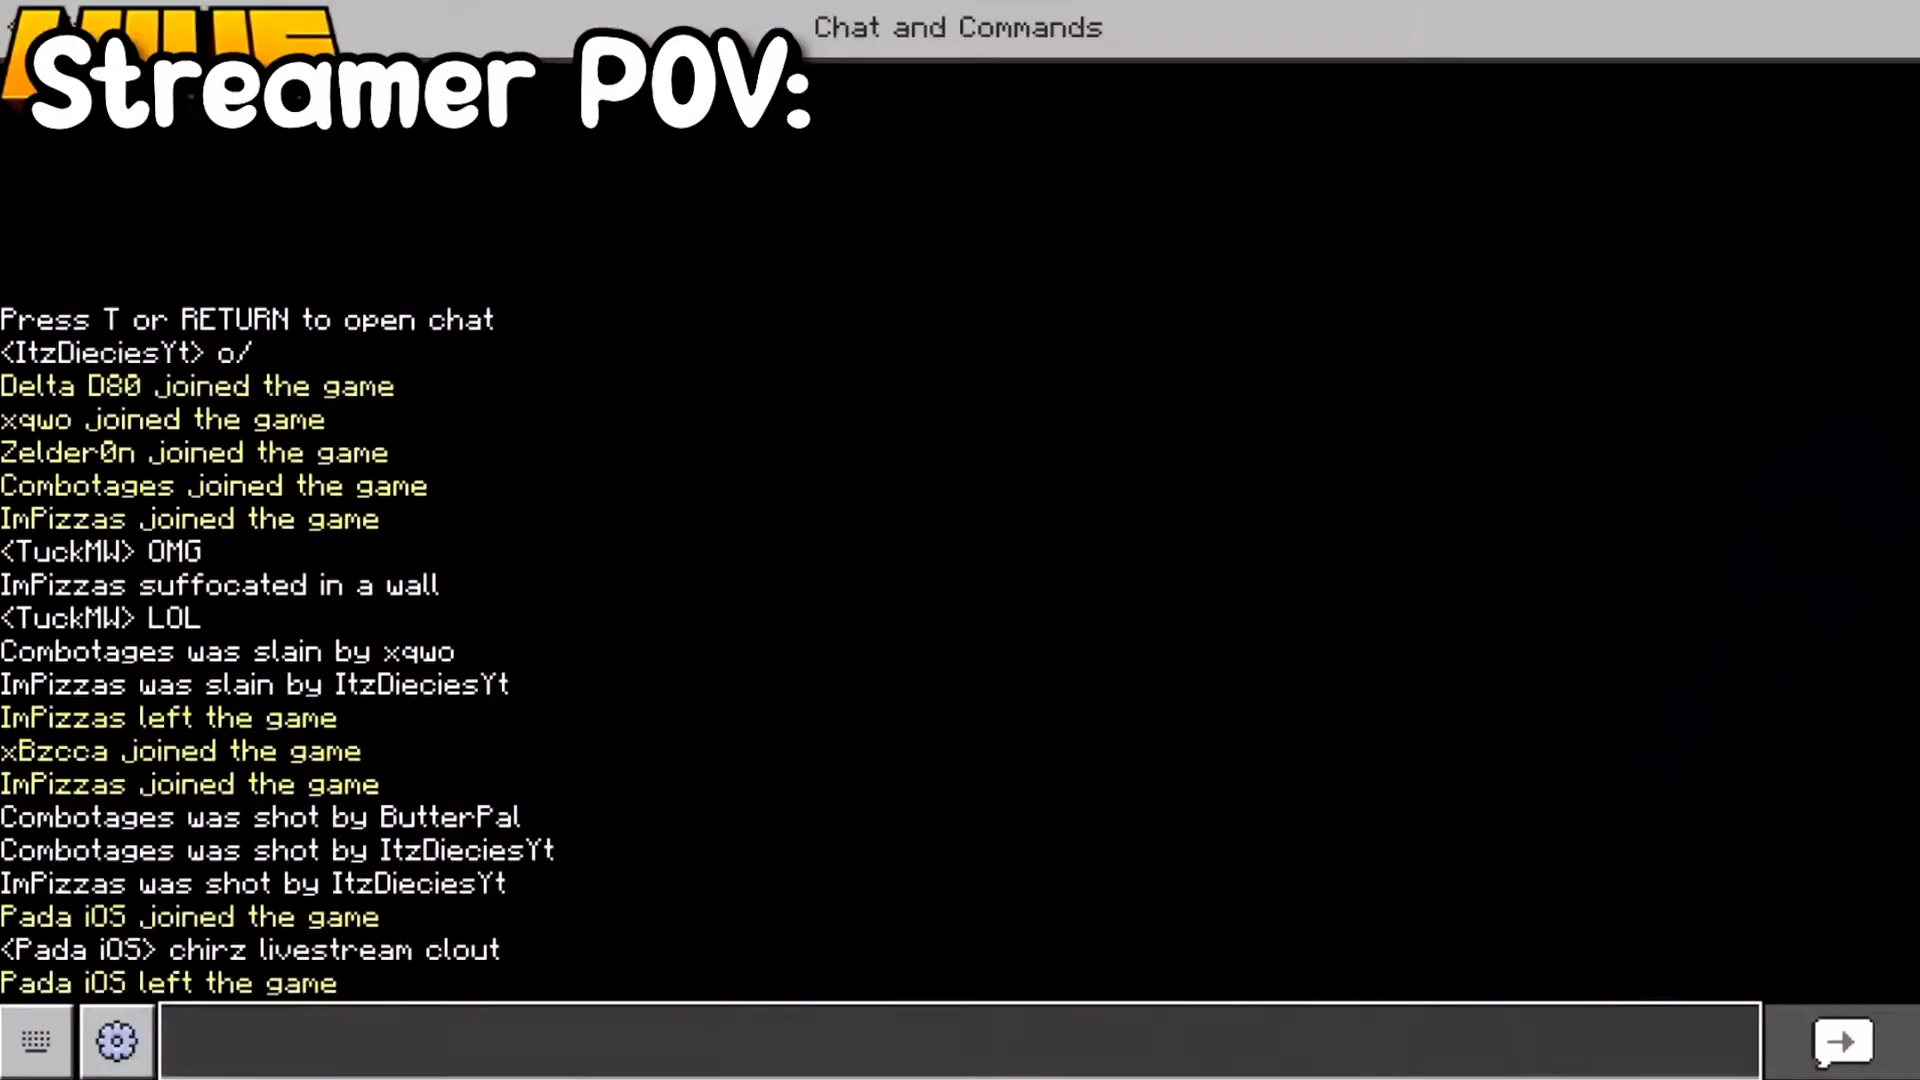 Chat and Commands
Streamer POV:
Press T or RETURN to open chat
<ItzDieciesYt> o/
Delta D80 joined the game
xqwo joined the game
Zelder0n joined the game
Combotages joined the game
ImPizzas joined the game
<TuckMW> OMG
ImPizzas suffocated in a wall
<TuckMW> LOL
Combotages was slain by xqwo
ImPizzas was slain by ItzDieciesYt
ImPizzas left the game
xBzcca joined the game
ImPizzas joined the game
Combotages was shot by ButterPal
Combotages was shot by ItzDieciesYt
ImPizzas was shot by ItzDieciesYt
Pada iOS joined the game
<Pada iOS> chirz livestream clout
Pada iOS left the game